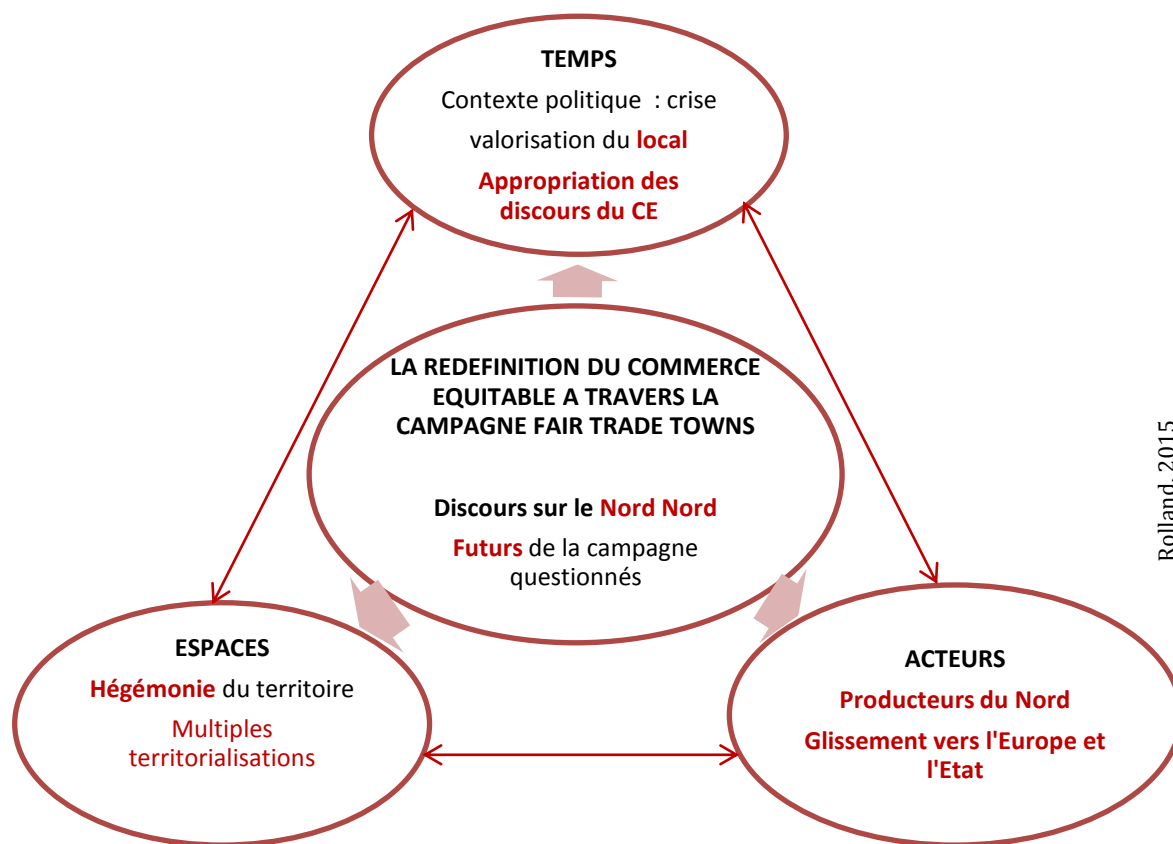 TEMPS
Contexte politique : crise
valorisation du local
Appropriation des
discours du CE
LA REDEFINITION DU COMMERCE
EQUITABLE A TRAVERS LA
CAMPAGNE FAIR TRADE TOWNS
Discours sur le Nord Nord
Futurs de la campagne
questionnés
ESPACES
Hégémonie du territoire
Multiples
territorialisations
ACTEURS
Producteurs du Nord
Glissement vers l'Europe et
l'Etat
Rolland, 2015